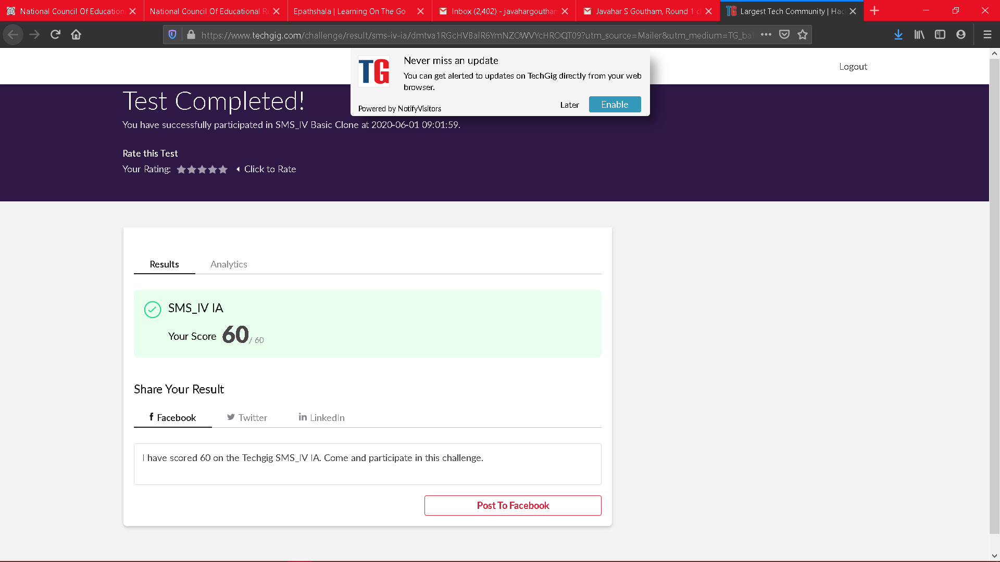 National Council Of Education
National Council Of Educational R
Epathshala | Learning On The Go
Inbox (2,402) - javahargoutham
Javahar S Goutham, Round 1 c
Largest Tech Community | Hac
https://www.techgig.com/challenge/result/sms-iv-ia/dmtva1RGcHVBalR6YmNZOWVYcHROQT09?utm_source=Mailer&utm_medium=TG_ba
TG
Never miss an update
You can get alerted to updates on TechGig directly from your web
browser.
Powered by NotifyVisitors
Later
Enable
Logout
Test Completed!
You have successfully participated in SMS_IV Basic Clone at 2020-06-01 09:01:59.
Rate this Test
Your Rating:
Click to Rate
Results
Analytics
SMS_IV IA
Your Score 60 / 60
Share Your Result
Facebook
Twitter
LinkedIn
I have scored 60 on the Techgig SMS_IV IA. Come and participate in this challenge.
Post To Facebook